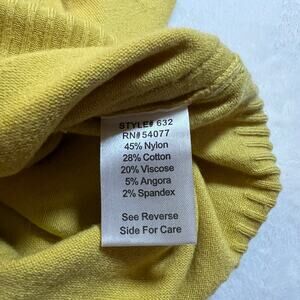 STYLE# 632
RN#54077
45% Nylon
28% Cotton
20% Viscose
5% Angora
2% Spandex
See Reverse
Side For Care